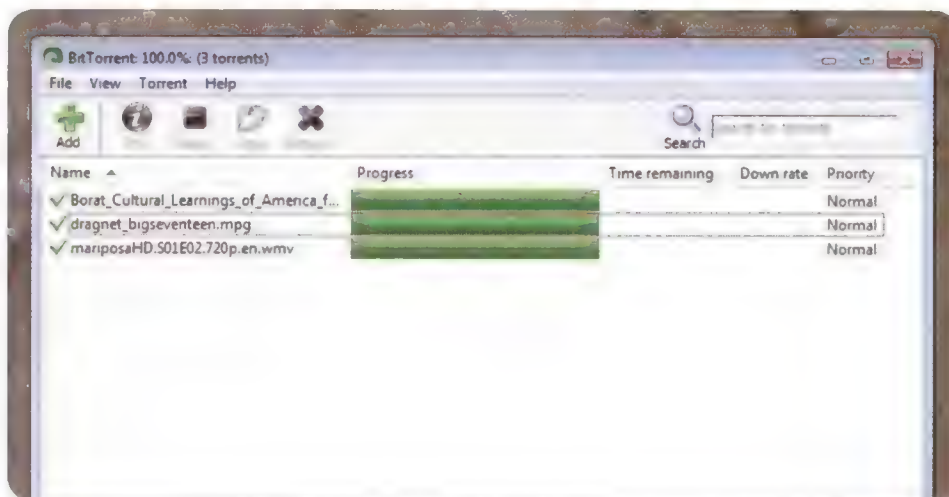 BitTorrent: 100.0%: (3 torrents)
File View Torrent Help
Add
Search
Name Progress Time remaining Down rate Priority
Borat_Cultural_Learnings_of_America_f... Normal
dragnet_bigseventeen.mpg Normal
mariposaHD.S01E02.720p.en.wmv Normal